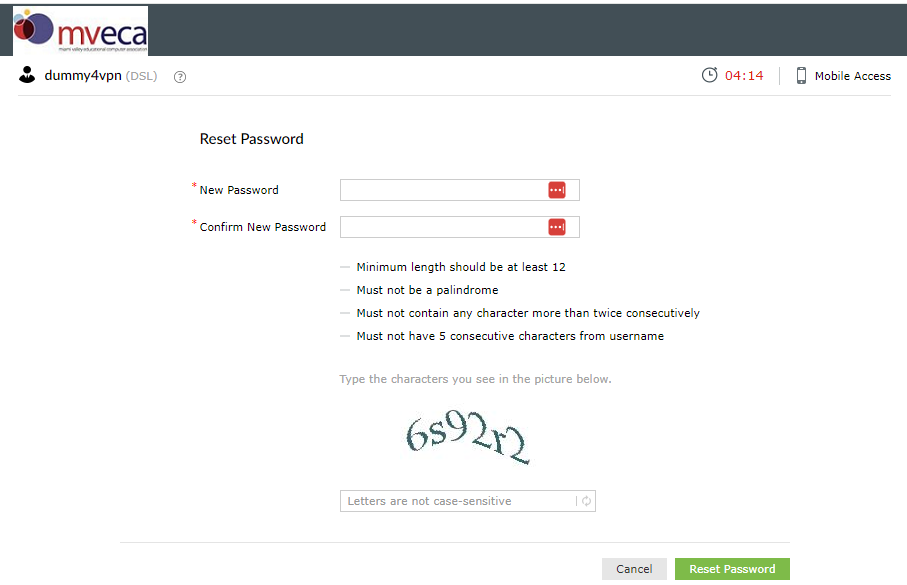 mveca
miami valley educational computer association
dummy4vpn (DSL) ?
04:14
Mobile Access
Reset Password
* New Password
* Confirm New Password
Minimum length should be at least 12
Must not be a palindrome
Must not contain any character more than twice consecutively
Must not have 5 consecutive characters from username
Type the characters you see in the picture below.
6s92r2
Letters are not case-sensitive
Cancel
Reset Password